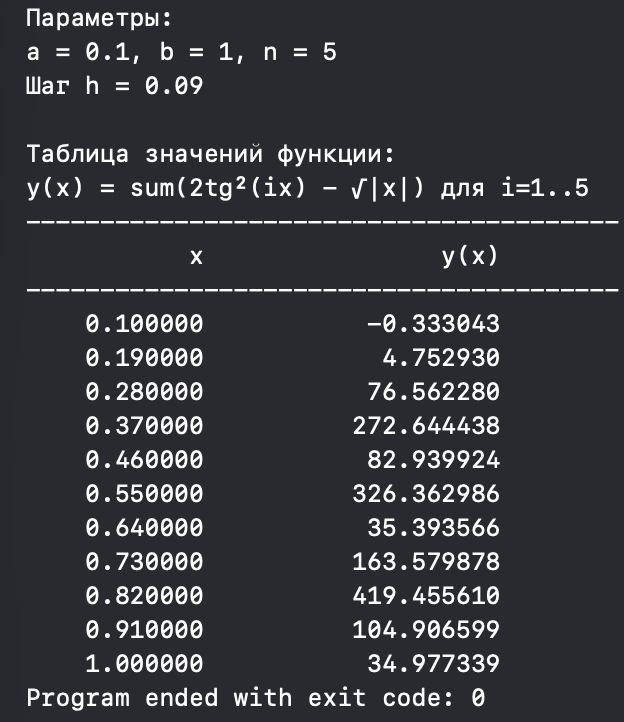 Параметры:
a = 0.1, b = 1, n = 5
Шаг h = 0.09
Таблица значений функции:
y(x) = sum(2tg²(ix) - √|x|) для i=1..5
----------------------------------------
x y(x)
----------------------------------------
0.100000 -0.333043
0.190000 4.752930
0.280000 76.562280
0.370000 272.644438
0.460000 82.939924
0.550000 326.362986
0.640000 35.393566
0.730000 163.579878
0.820000 419.455610
0.910000 104.906599
1.000000 34.977339
Program ended with exit code: 0